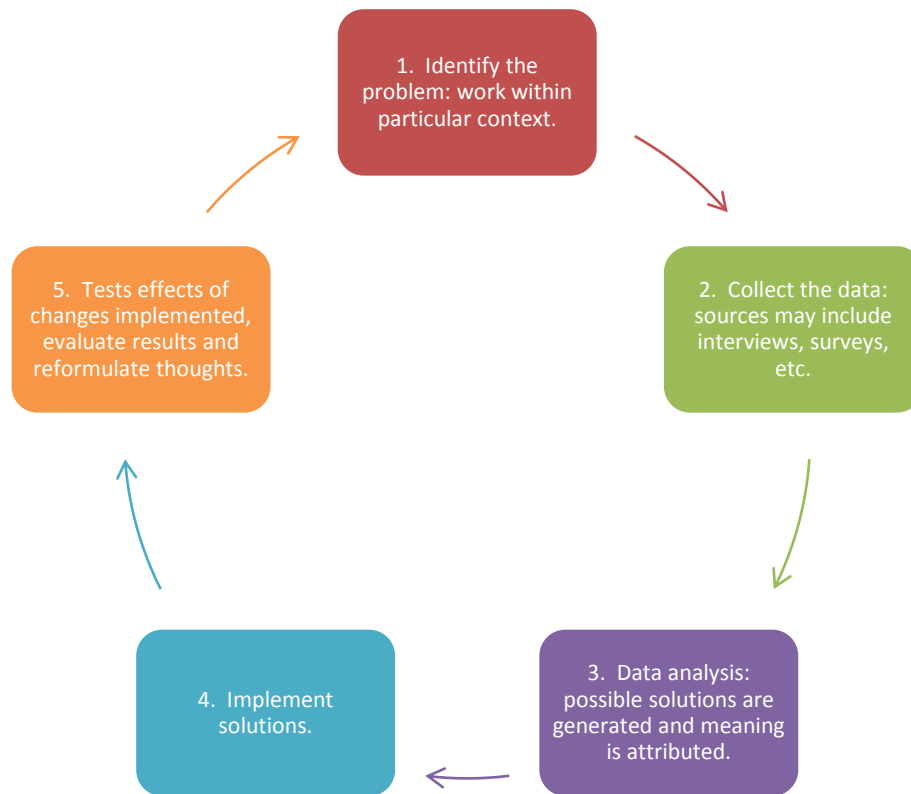 1.  Identify the
problem: work within
particular context.
2.  Collect the data:
sources may include
interviews, surveys,
etc.
3.  Data analysis:
possible solutions are
generated and meaning
is attributed.
4.  Implement
solutions.
5.  Tests effects of
changes implemented,
evaluate results and
reformulate thoughts.